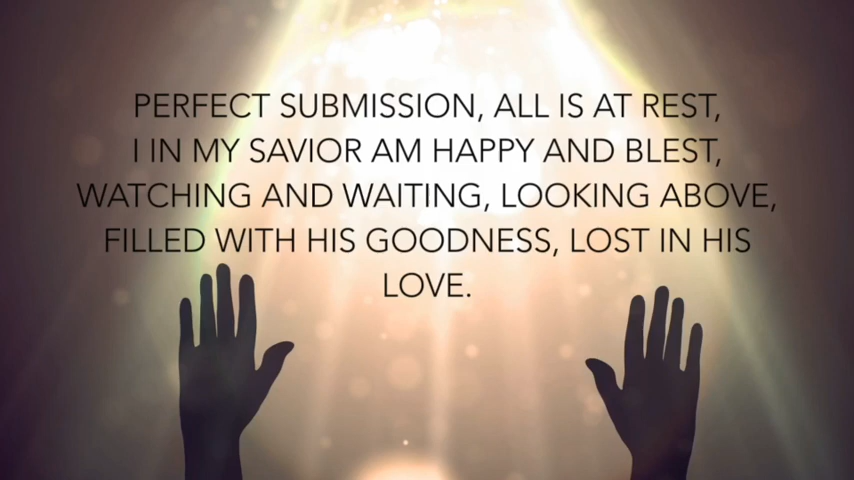 PERFECT SUBMISSION, ALL IS AT REST,
I IN MY SAVIOR AM HAPPY AND BLEST,
WATCHING AND WAITING, LOOKING ABOVE,
FILLED WITH HIS GOODNESS, LOST IN HIS
LOVE.